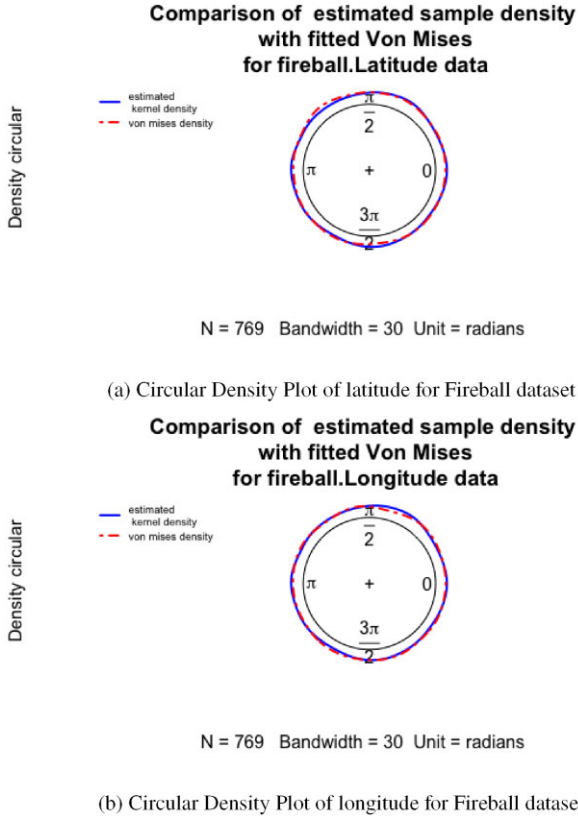 Comparison of estimated sample density
with fitted Von Mises
for fireball.Latitude data
estimated
kernel density
von mises density
Density circular
π
2
π
+
0
3π
2
N = 769 Bandwidth = 30 Unit = radians
(a) Circular Density Plot of latitude for Fireball dataset
Comparison of estimated sample density
with fitted Von Mises
for fireball.Longitude data
estimated
kernel density
von mises density
Density circular
π
2
π
+
0
3π
2
N = 769 Bandwidth = 30 Unit = radians
(b) Circular Density Plot of longitude for Fireball datase